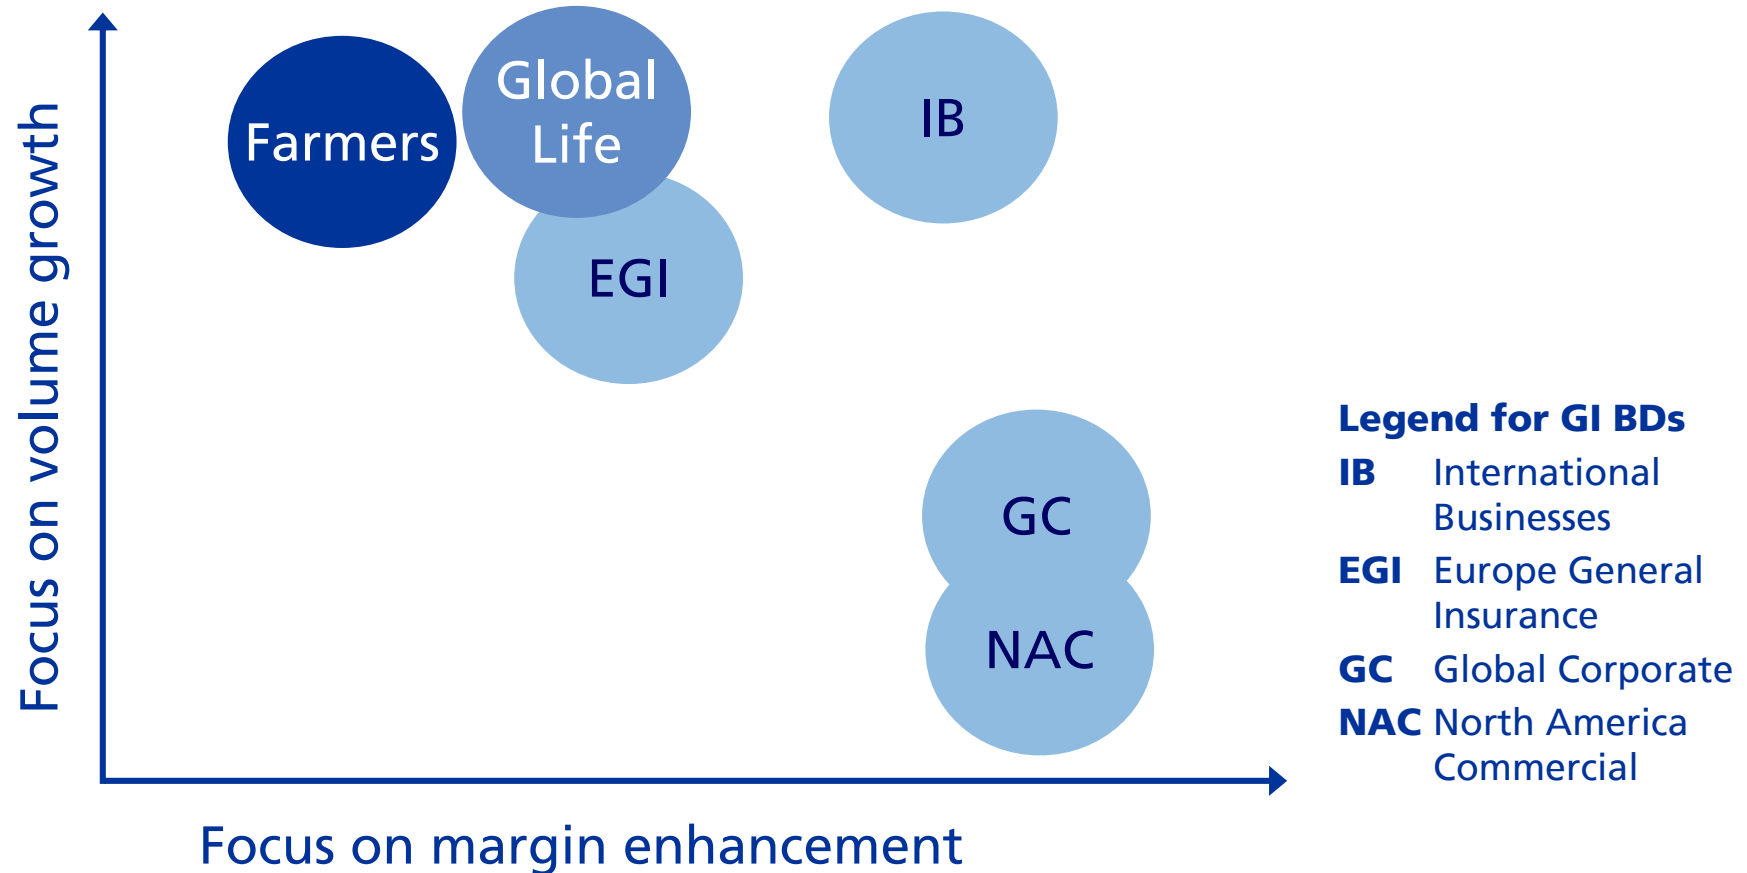 Focus on volume growth
Farmers
Global
Life
IB
EGI
GC
NAC
Focus on margin enhancement
Legend for GI BDs
IB International
Businesses
EGI Europe General
Insurance
GC Global Corporate
NAC North America
Commercial